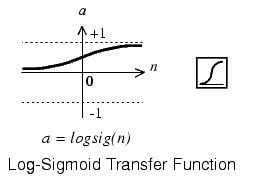 a
+1
n
0
-1
a = logsig(n)
Log-Sigmoid Transfer Function